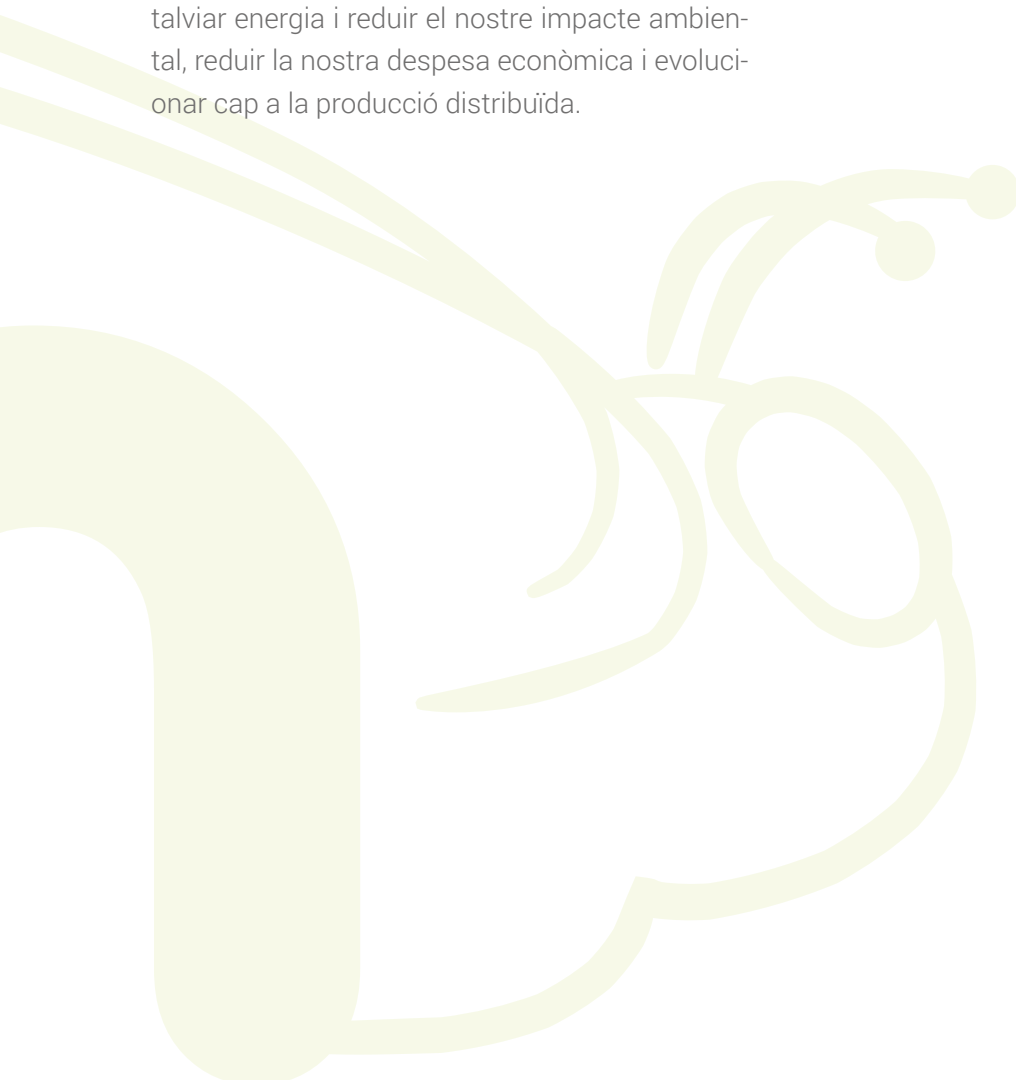 talviar energia i reduir el nostre impacte ambien-
tal, reduir la nostra despesa econòmica i evoluci-
onar cap a la producció distribuïda.